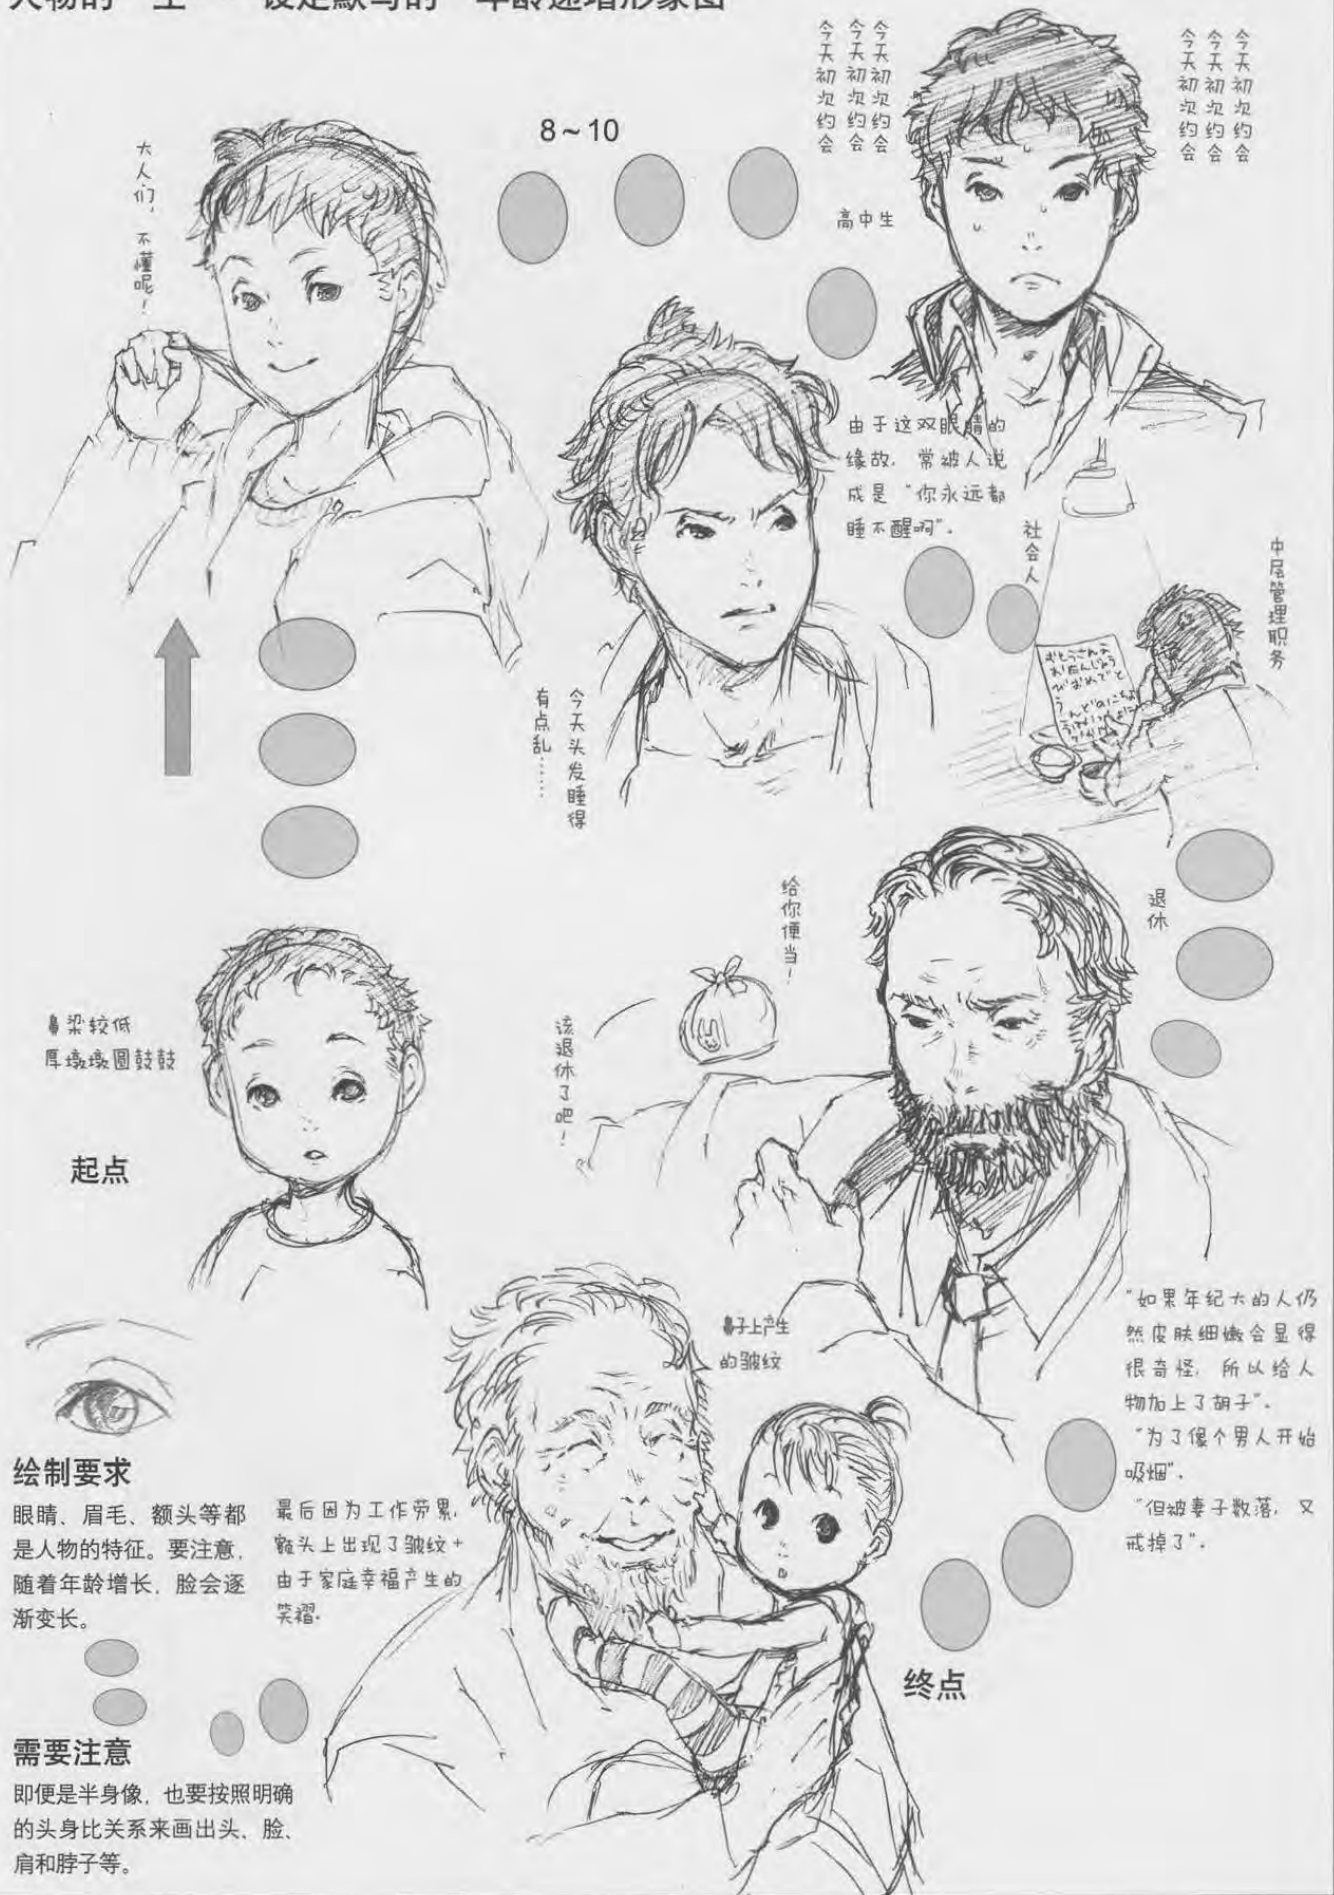 8~10
大人们，不懂呢！
今天初次约会
今天初次约会
今天初次约会
今天初次约会
今天初次约会
今天初次约会
高中生
由于这双眼睛的
缘故，常被人说
成是“你永远都
睡不醒啊”。
社会人
中层管理职务
今天头发睡得
有点乱……
给你便当！
退休
该退休了吧！
鼻梁较低
厚墩墩圆鼓鼓
起点
鼻子上产生
的皱纹
“如果年纪大的人仍
然皮肤细嫩会显得
很奇怪，所以给人
物加上了胡子”。
“为了像个男人开始
吸烟”。
“但被妻子数落，又
戒掉了”。
绘制要求
眼睛、眉毛、额头等都
是人物的特征。要注意，
随着年龄增长，脸会逐
渐变长。
最后因为工作劳累，
额头上出现了皱纹+
由于家庭幸福产生的
笑褶。
终点
需要注意
即便是半身像，也要按照明确
的头身比关系来画出头、脸、
肩和脖子等。